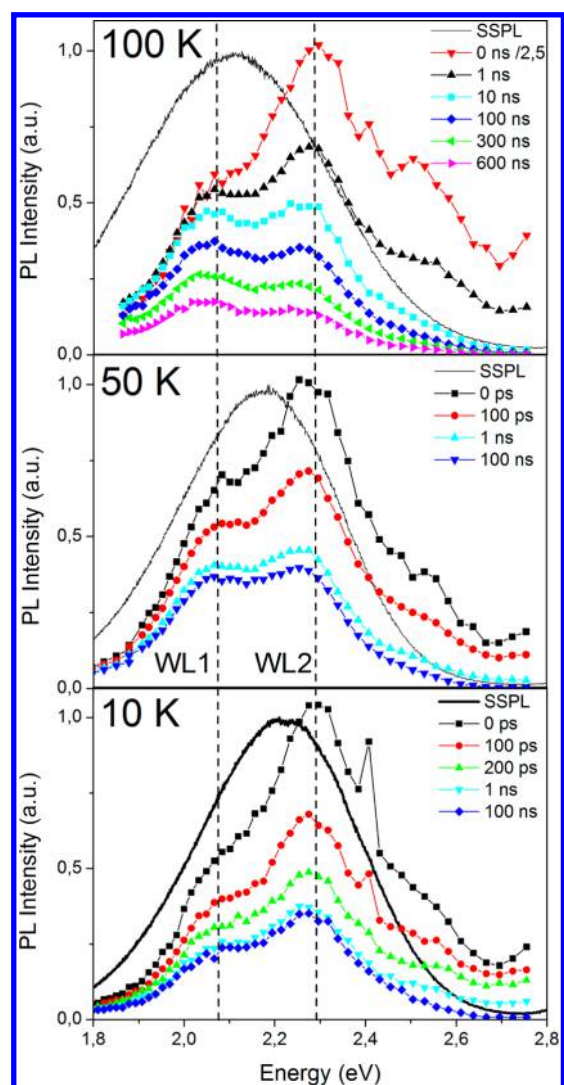 100 K
SSPL
0 ns /2,5
1 ns
10 ns
100 ns
300 ns
600 ns
PL Intensity (a.u.)
1,0
0,5
0,0
50 K
SSPL
0 ps
100 ps
1 ns
100 ns
PL Intensity (a.u.)
1,0
0,5
0,0
WL1
WL2
10 K
SSPL
0 ps
100 ps
200 ps
1 ns
100 ns
PL Intensity (a.u.)
1,0
0,5
0,0
1,8 2,0 2,2 2,4 2,6 2,8
Energy (eV)